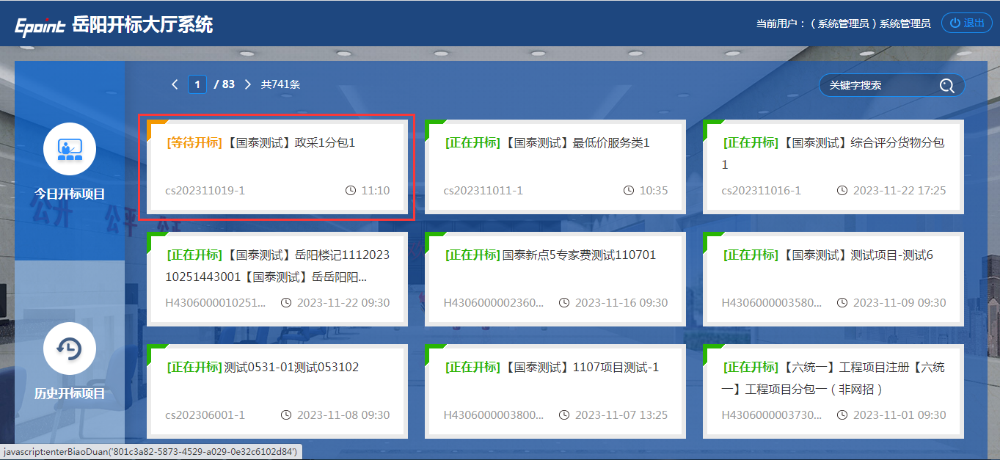 Epoint 岳阳开标大厅系统
当前用户：（系统管理员）系统管理员
退出
今日开标项目
公开 公平 公正
历史开标项目
1 / 83 共741条
关键字搜索
[等待开标]【国泰测试】政采1分包1
cs202311019-1 11:10
[正在开标]【国泰测试】最低价服务类1
cs202311011-1 10:35
[正在开标]【国泰测试】综合评分货物分包
1
cs202311016-1 2023-11-22 17:25
[正在开标]【国泰测试】岳阳楼记1112023
10251443001【国泰测试】岳岳阳阳...
H4306000010251... 2023-11-22 09:30
[正在开标]国泰新点5专家费测试110701
H4306000002360... 2023-11-16 09:30
[正在开标]【国泰测试】测试项目-测试6
H4306000003580... 2023-11-09 09:30
[正在开标]测试0531-01测试053102
cs202306001-1 2023-11-08 09:30
[正在开标]【国泰测试】1107项目测试-1
H4306000003800... 2023-11-07 13:25
[正在开标]【六统一】工程项目注册【六统
一】工程项目分包一（非网招）
H4306000003730... 2023-11-01 09:30
javascript:enterBiaoDuan('801c3a82-5873-4529-a029-0e32c6102d84')